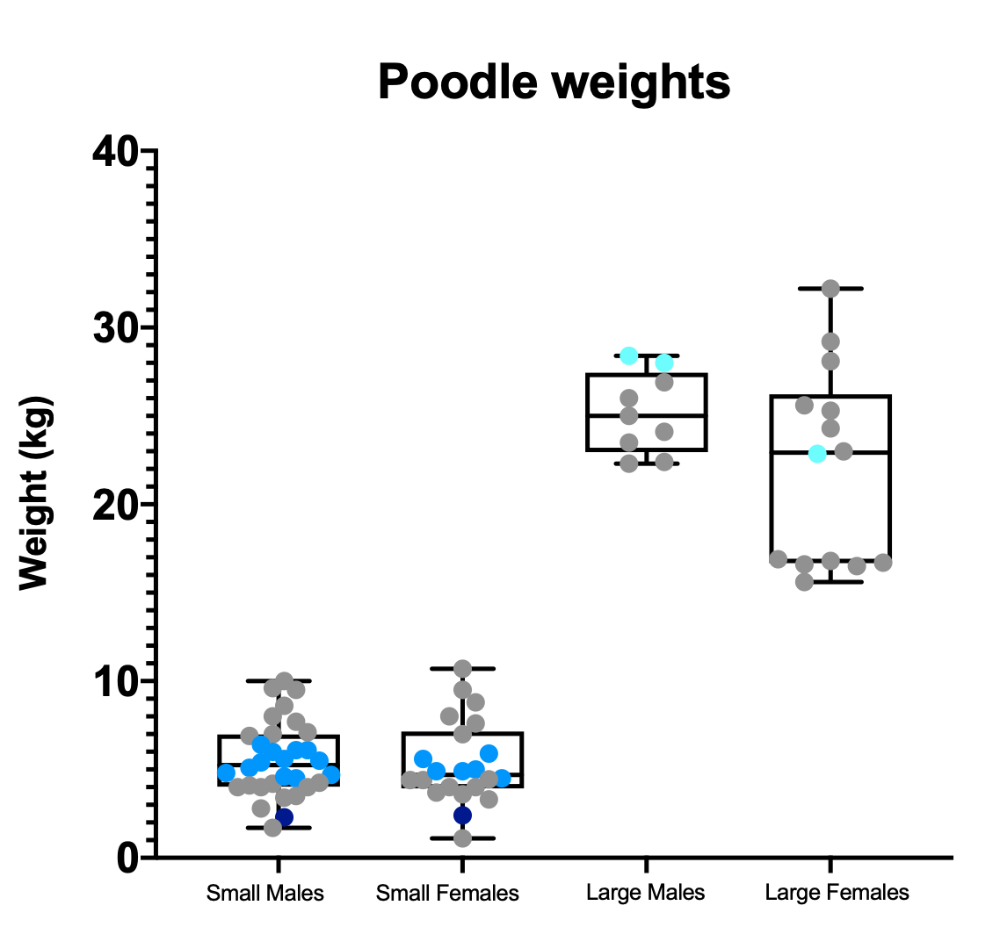 Poodle weights
40
30
20
10
0
Weight (kg)
Small Males
Small Females
Large Males
Large Females